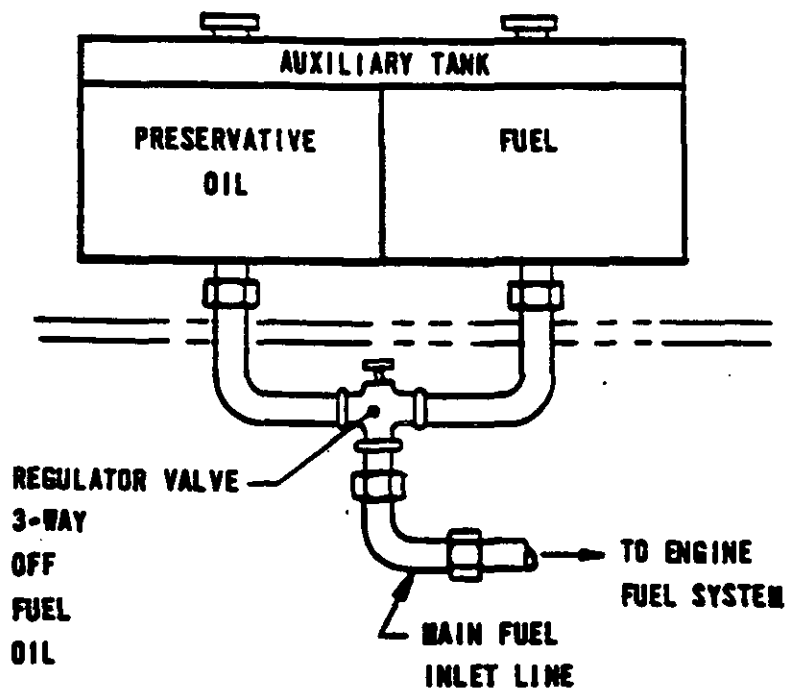 AUXILIARY TANK
PRESERVATIVE
OIL
FUEL
REGULATOR VALVE
3-WAY
OFF
FUEL
OIL
TO ENGINE
FUEL SYSTEM
MAIN FUEL
INLET LINE